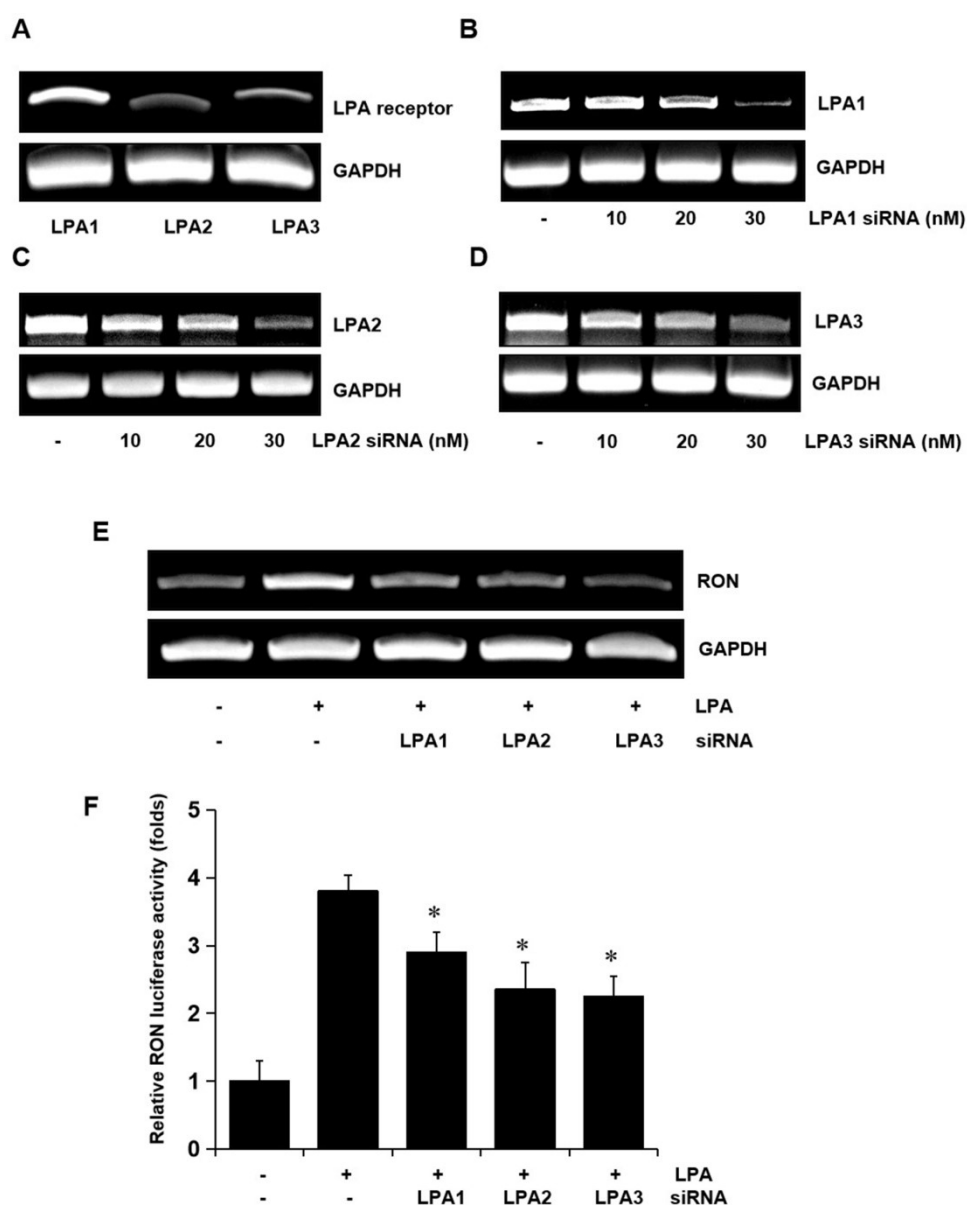 A
LPA receptor
GAPDH
LPA1 LPA2 LPA3
B
LPA1
GAPDH
- 10 20 30 LPA1 siRNA (nM)
C
LPA2
GAPDH
- 10 20 30 LPA2 siRNA (nM)
D
LPA3
GAPDH
- 10 20 30 LPA3 siRNA (nM)
E
RON
GAPDH
- + + + + LPA
- - LPA1 LPA2 LPA3 siRNA
F
Relative RON luciferase activity (folds)
5
4
3
2
1
0
* * *
- + + + + LPA
- - LPA1 LPA2 LPA3 siRNA